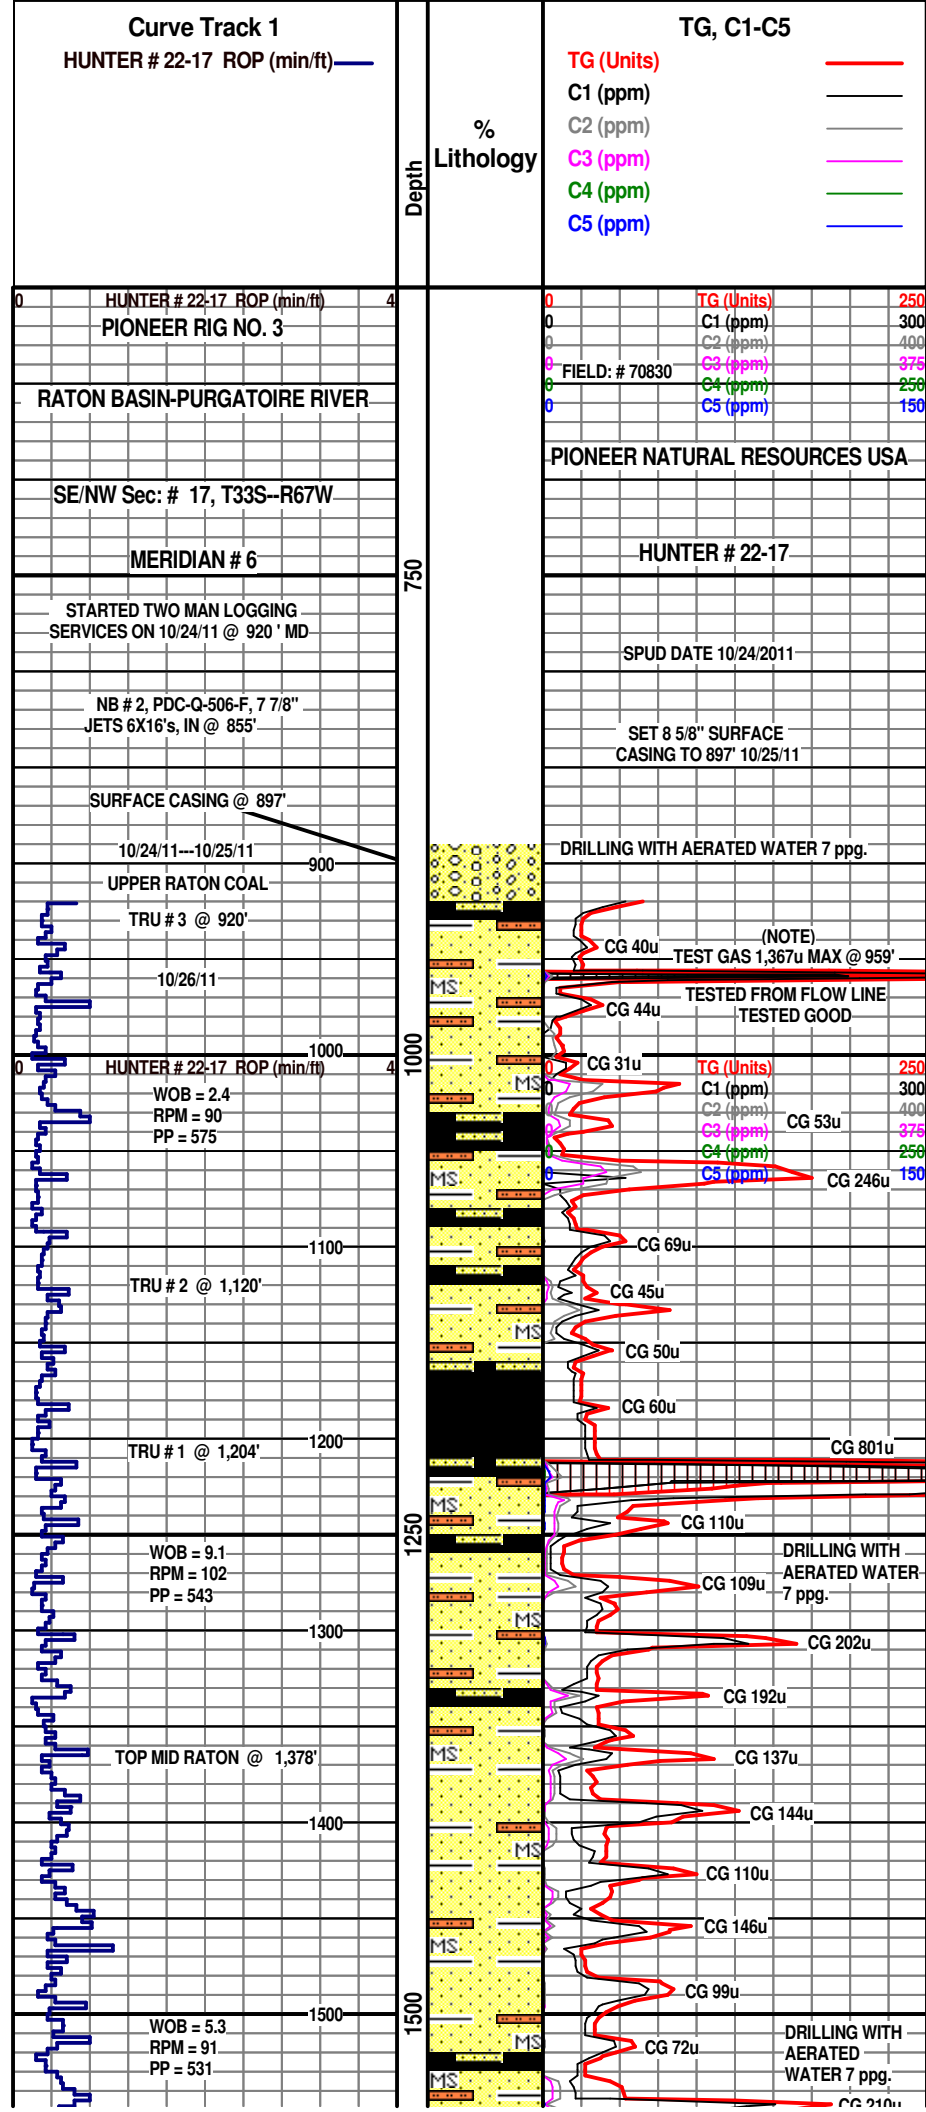 Curve Track 1
HUNTER # 22-17 ROP (min/ft)
Depth
%
Lithology
TG, C1-C5
TG (Units)
C1 (ppm)
C2 (ppm)
C3 (ppm)
C4 (ppm)
C5 (ppm)
0 HUNTER # 22-17 ROP (min/ft) 4
PIONEER RIG NO. 3
RATON BASIN-PURGATOIRE RIVER
SE/NW Sec: # 17, T33S--R67W
MERIDIAN # 6
STARTED TWO MAN LOGGING
SERVICES ON 10/24/11 @ 920 ' MD
NB # 2, PDC-Q-506-F, 7 7/8"
JETS 6X16's, IN @ 855'
SURFACE CASING @ 897'
10/24/11---10/25/11
900
UPPER RATON COAL
TRU # 3 @ 920'
10/26/11
1000
0 HUNTER # 22-17 ROP (min/ft) 4
WOB = 2.4
RPM = 90
PP = 575
1100
TRU # 2 @ 1,120'
1200
TRU # 1 @ 1,204'
WOB = 9.1
RPM = 102
PP = 543
1300
TOP MID RATON @ 1,378'
1400
1500
WOB = 5.3
RPM = 91
PP = 531
750
1000
1250
1500
MS
MS
MS
MS
MS
MS
MS
MS
MS
MS
MS
0 TG (Units) 250
0 C1 (ppm) 300
0 C2 (ppm) 400
0 C3 (ppm) 375
FIELD: # 70830
0 C4 (ppm) 250
0 C5 (ppm) 150
PIONEER NATURAL RESOURCES USA
HUNTER # 22-17
SPUD DATE 10/24/2011
SET 8 5/8" SURFACE
CASING TO 897' 10/25/11
DRILLING WITH AERATED WATER 7 ppg.
CG 40u
(NOTE)
TEST GAS 1,367u MAX @ 959'
TESTED FROM FLOW LINE
TESTED GOOD
CG 44u
CG 31u
0 TG (Units) 250
0 C1 (ppm) 300
0 C2 (ppm) 400
CG 53u
0 C3 (ppm) 375
0 C4 (ppm) 250
0 C5 (ppm) 150
CG 246u
CG 69u
CG 45u
CG 50u
CG 60u
CG 801u
CG 110u
DRILLING WITH
AERATED WATER
7 ppg.
CG 109u
CG 202u
CG 192u
CG 137u
CG 144u
CG 110u
CG 146u
CG 99u
CG 72u
DRILLING WITH
AERATED
WATER 7 ppg.
CG 210u